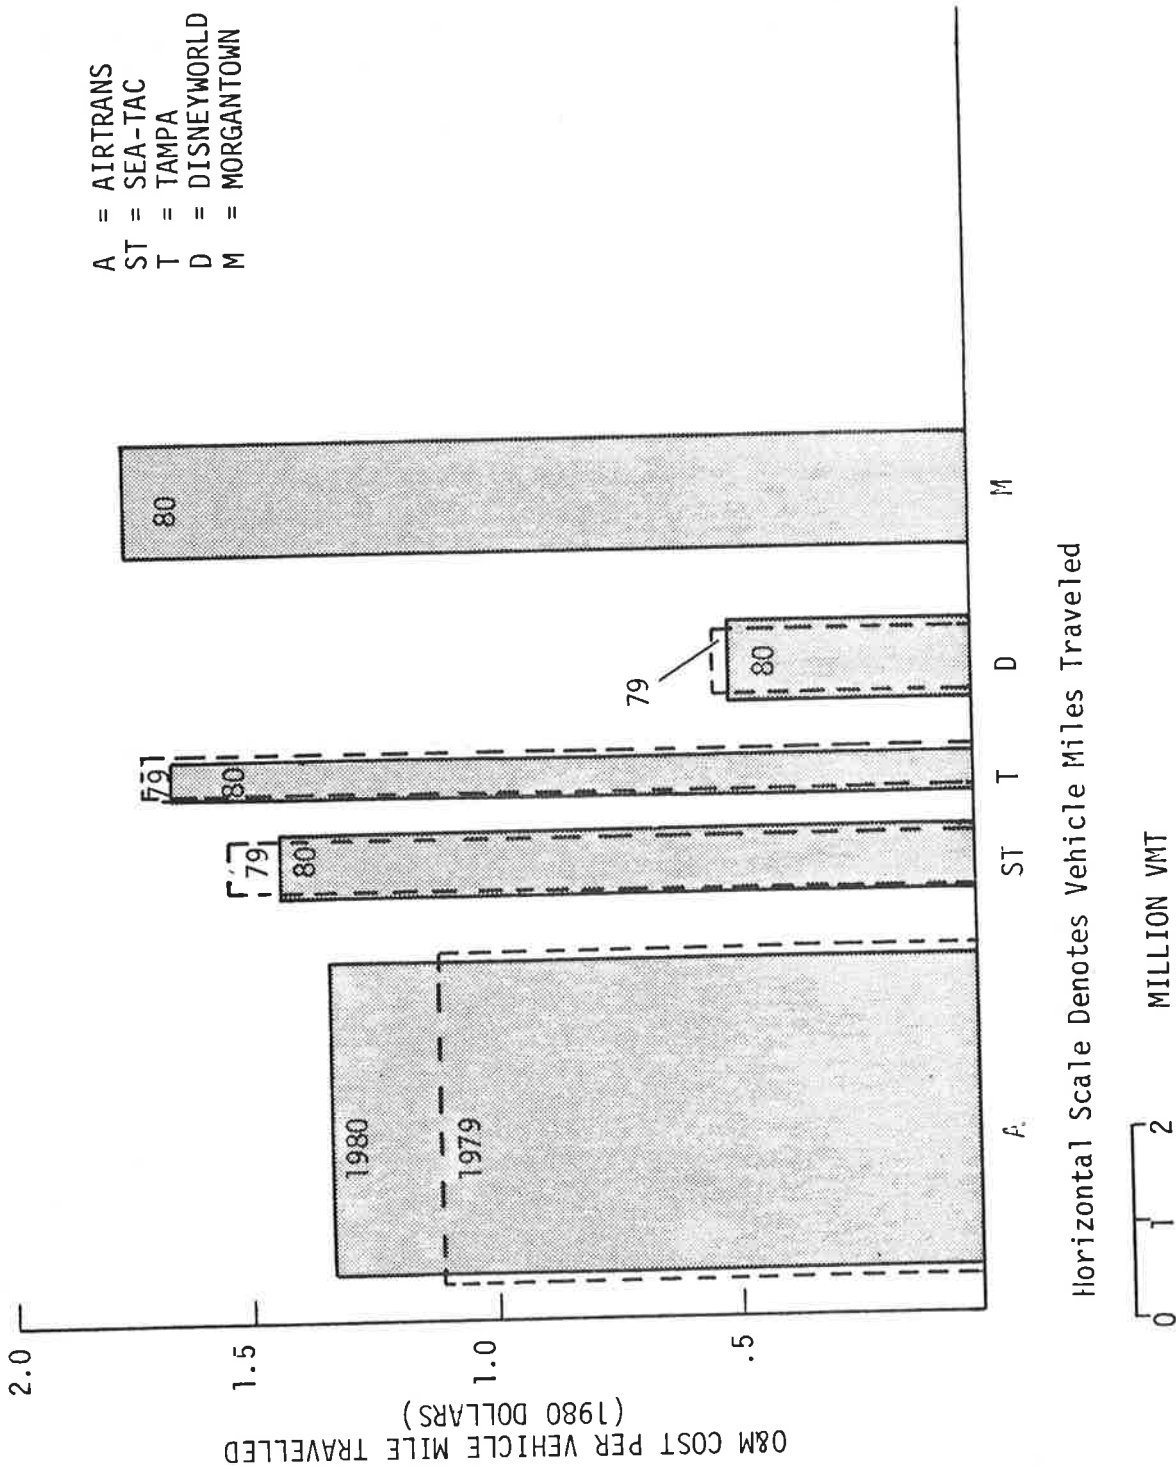 A = AIRTRANS
ST = SEA-TAC
T = TAMPA
D = DISNEYWORLD
M = MORGANTOWN
2.0
1.5
1.0
.5
O&M COST PER VEHICLE MILE TRAVELLED
(1980 DOLLARS)
1980
1979
79
80
79
80
79
80
80
A
ST
T
D
M
Horizontal Scale Denotes Vehicle Miles Traveled
0
1
2
MILLION VMT